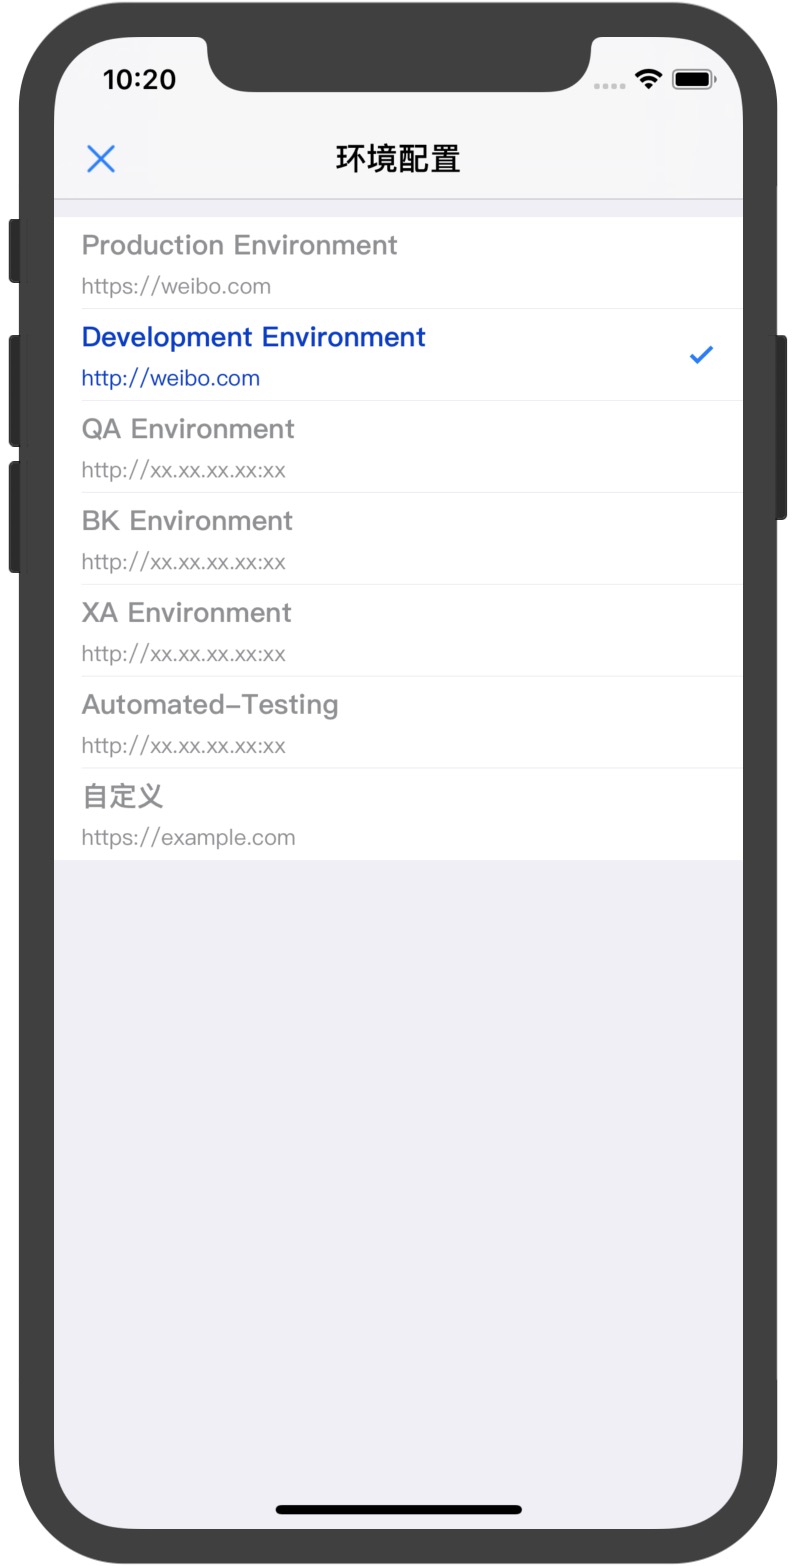 10:20
环境配置
Production Environment
https://weibo.com
Development Environment
http://weibo.com
QA Environment
http://xx.xx.xx.xx:xx
BK Environment
http://xx.xx.xx.xx:xx
XA Environment
http://xx.xx.xx.xx:xx
Automated-Testing
http://xx.xx.xx.xx:xx
自定义
https://example.com